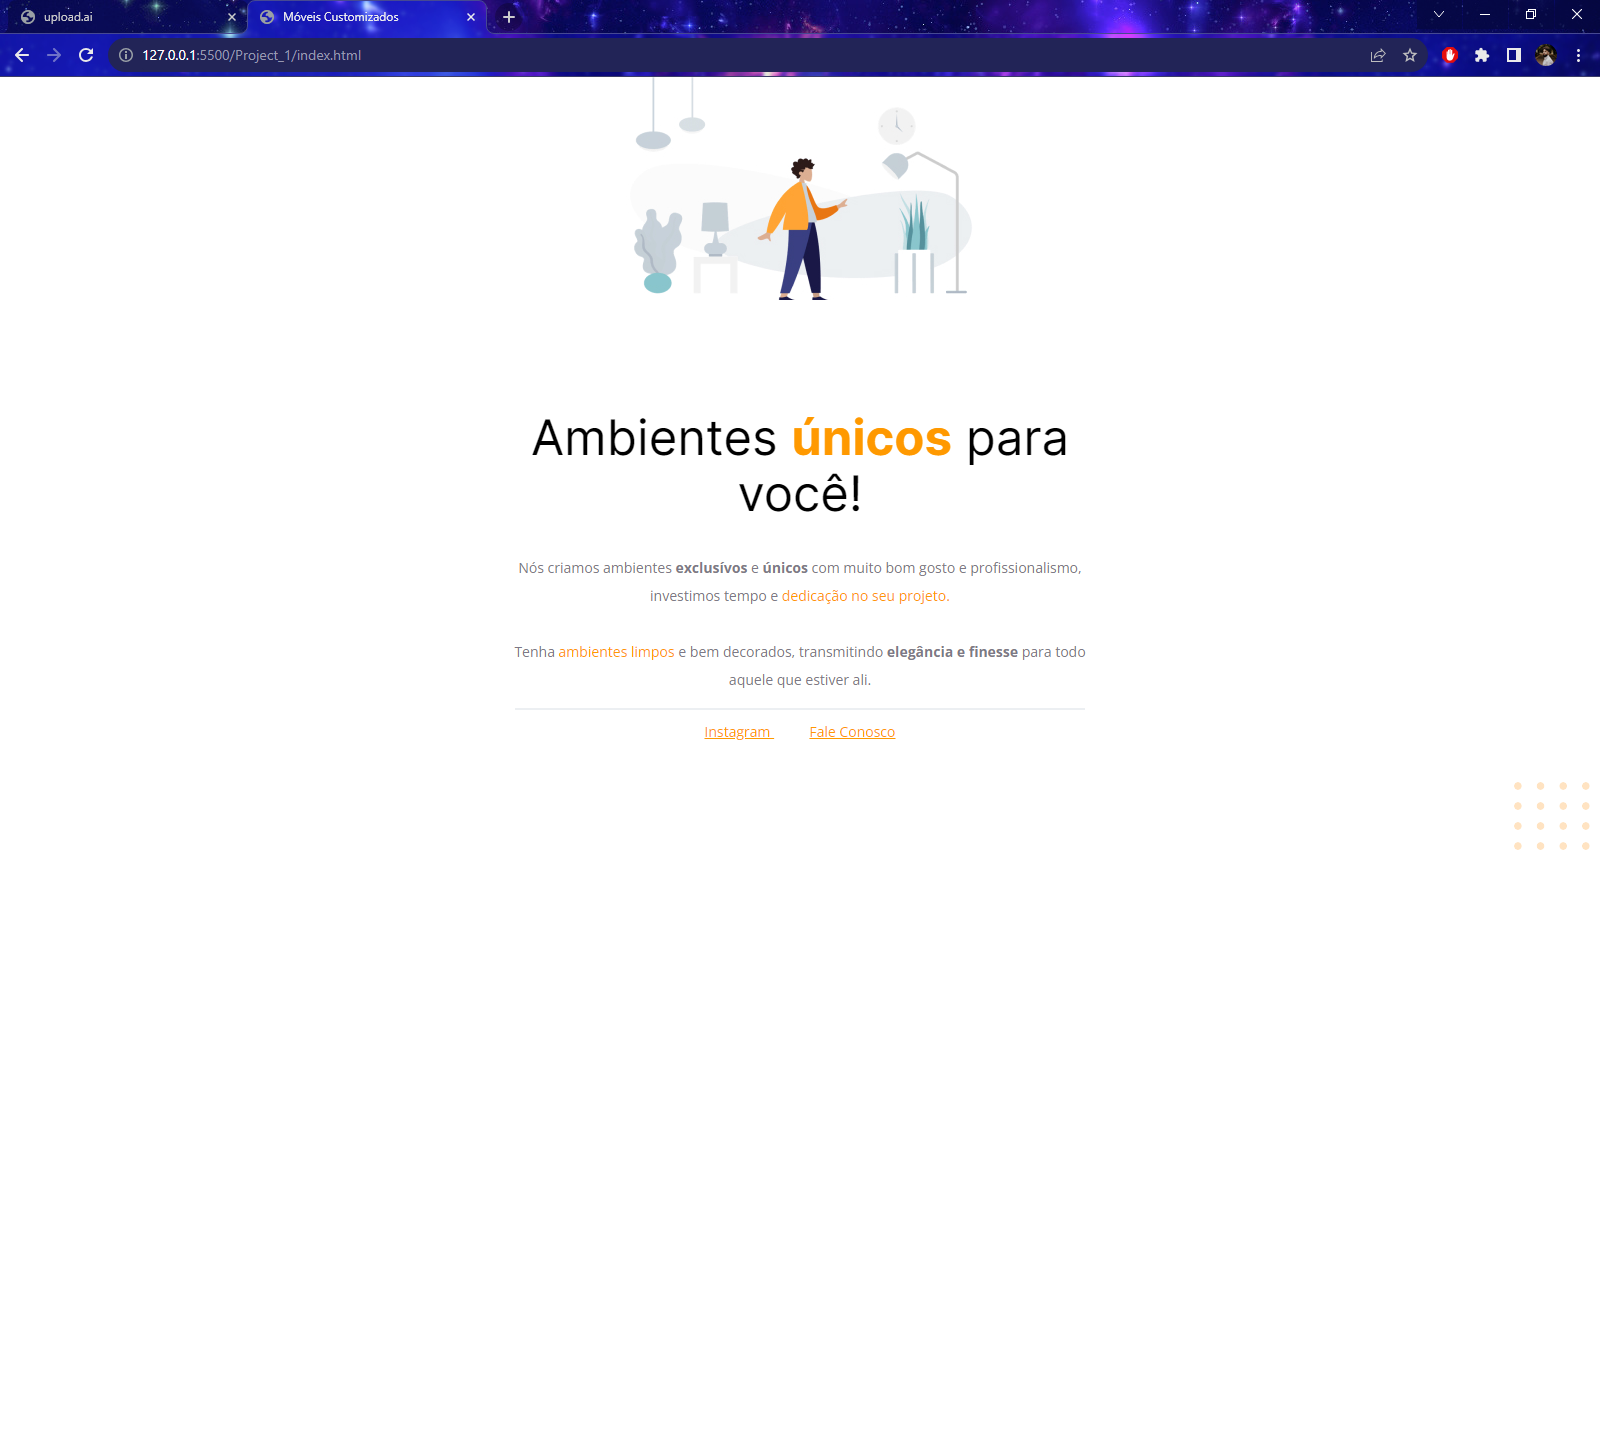 upload.ai
Móveis Customizados
127.0.0.1:5500/Project_1/index.html
Ambientes únicos para
você!
Nós criamos ambientes exclusívos e únicos com muito bom gosto e profissionalismo,
investimos tempo e dedicação no seu projeto.
Tenha ambientes limpos e bem decorados, transmitindo elegância e finesse para todo
aquele que estiver ali.
Instagram Fale Conosco